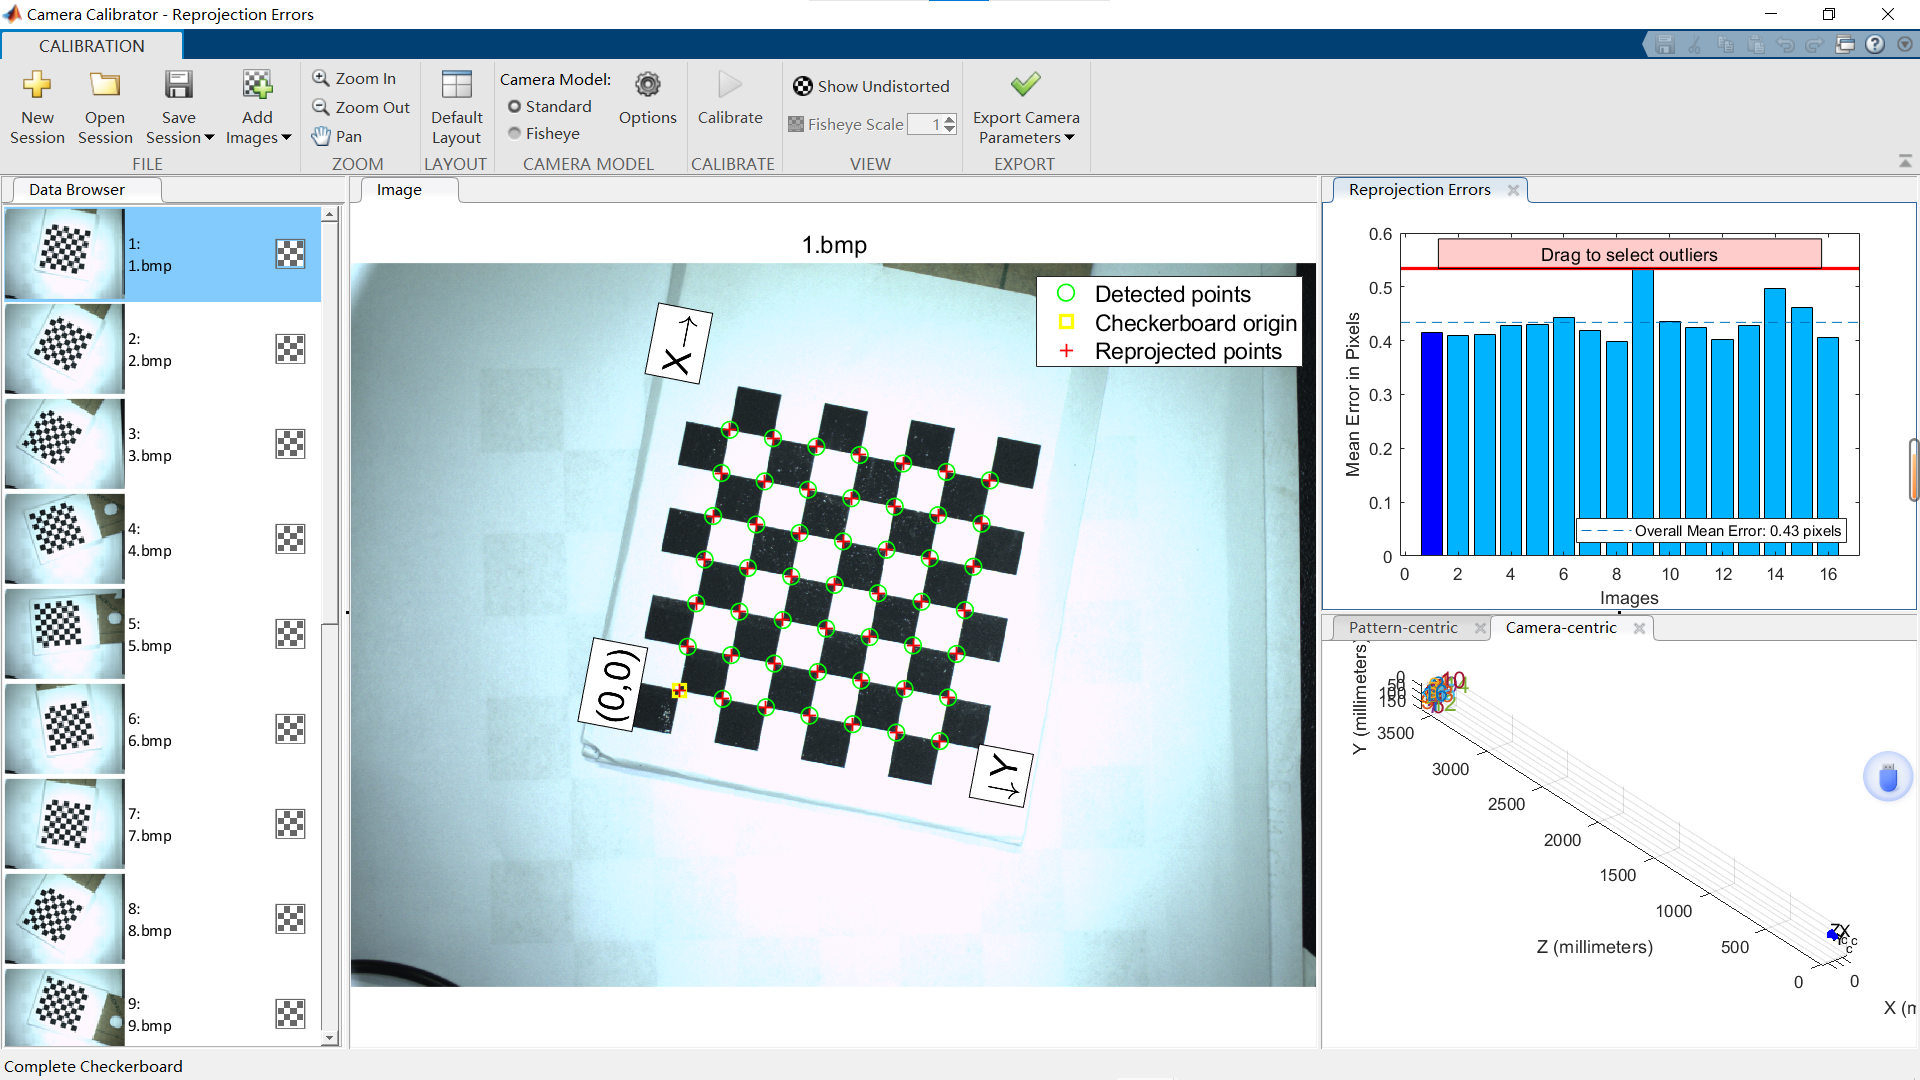 Camera Calibrator - Reprojection Errors
CALIBRATION
New Session
Open Session
Save Session
Add Images
FILE
Zoom In
Zoom Out
Pan
ZOOM
Default Layout
LAYOUT
Camera Model:
Standard
Fisheye
Options
CAMERA MODEL
Calibrate
CALIBRATE
Show Undistorted
Fisheye Scale 1
VIEW
Export Camera Parameters
EXPORT
Data Browser
1:
1.bmp
2:
2.bmp
3:
3.bmp
4:
4.bmp
5:
5.bmp
6:
6.bmp
7:
7.bmp
8:
8.bmp
9:
9.bmp
Image
1.bmp
Detected points
Checkerboard origin
Reprojected points
X→
(0,0)
→Y
Reprojection Errors
Drag to select outliers
Mean Error in Pixels
0.6
0.5
0.4
0.3
0.2
0.1
0
Overall Mean Error: 0.43 pixels
0 2 4 6 8 10 12 14 16
Images
Pattern-centric
Camera-centric
Y (millimeters)
3500
3000
2500
2000
1500
1000
500
0
Z (millimeters)
0
X (m
Complete Checkerboard